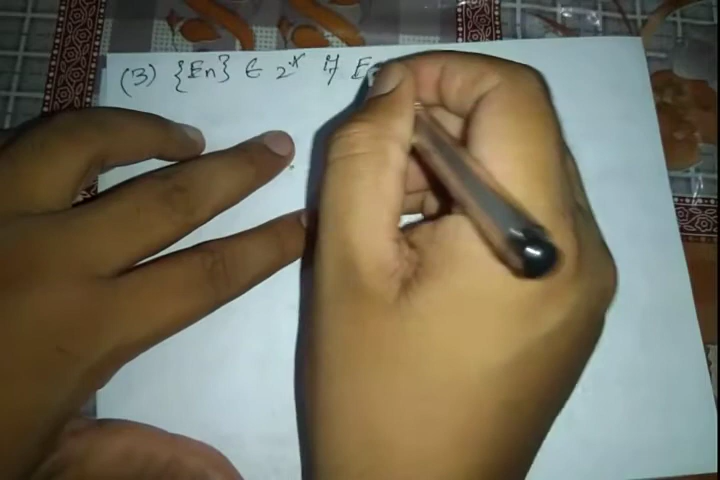 (3) {En} ∈ 2^X